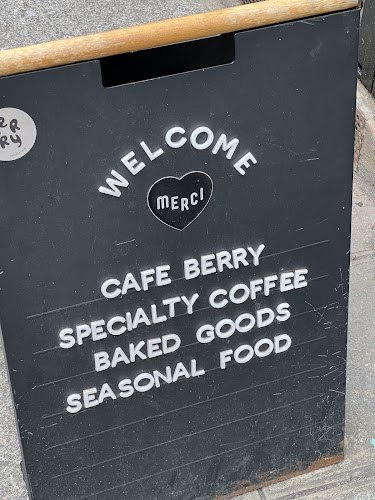 WELCOME
MERCI
CAFE BERRY
SPECIALTY COFFEE
BAKED GOODS
SEASONAL FOOD